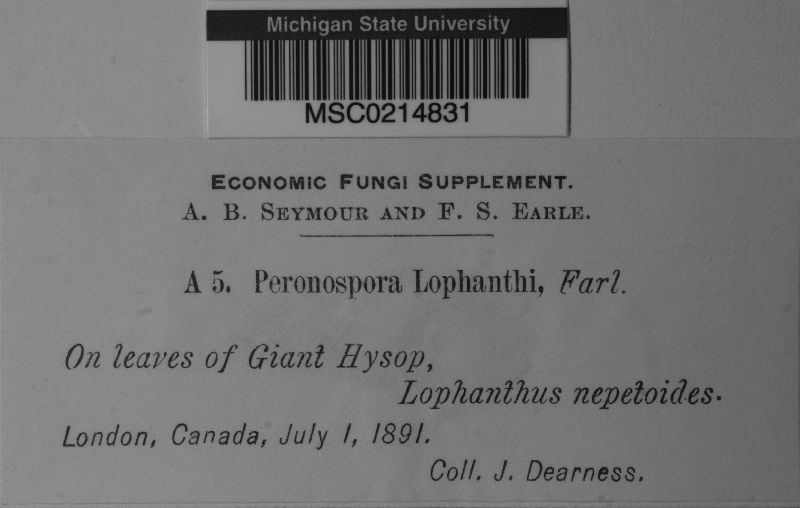 Michigan State University
MSC0214831
ECONOMIC FUNGI SUPPLEMENT.
A. B. SEYMOUR AND F. S. EARLE.
A 5. Peronospora Lophanthi, Farl.
On leaves of Giant Hysop,
Lophanthus nepetoides.
London, Canada, July 1, 1891.
Coll. J. Dearness.